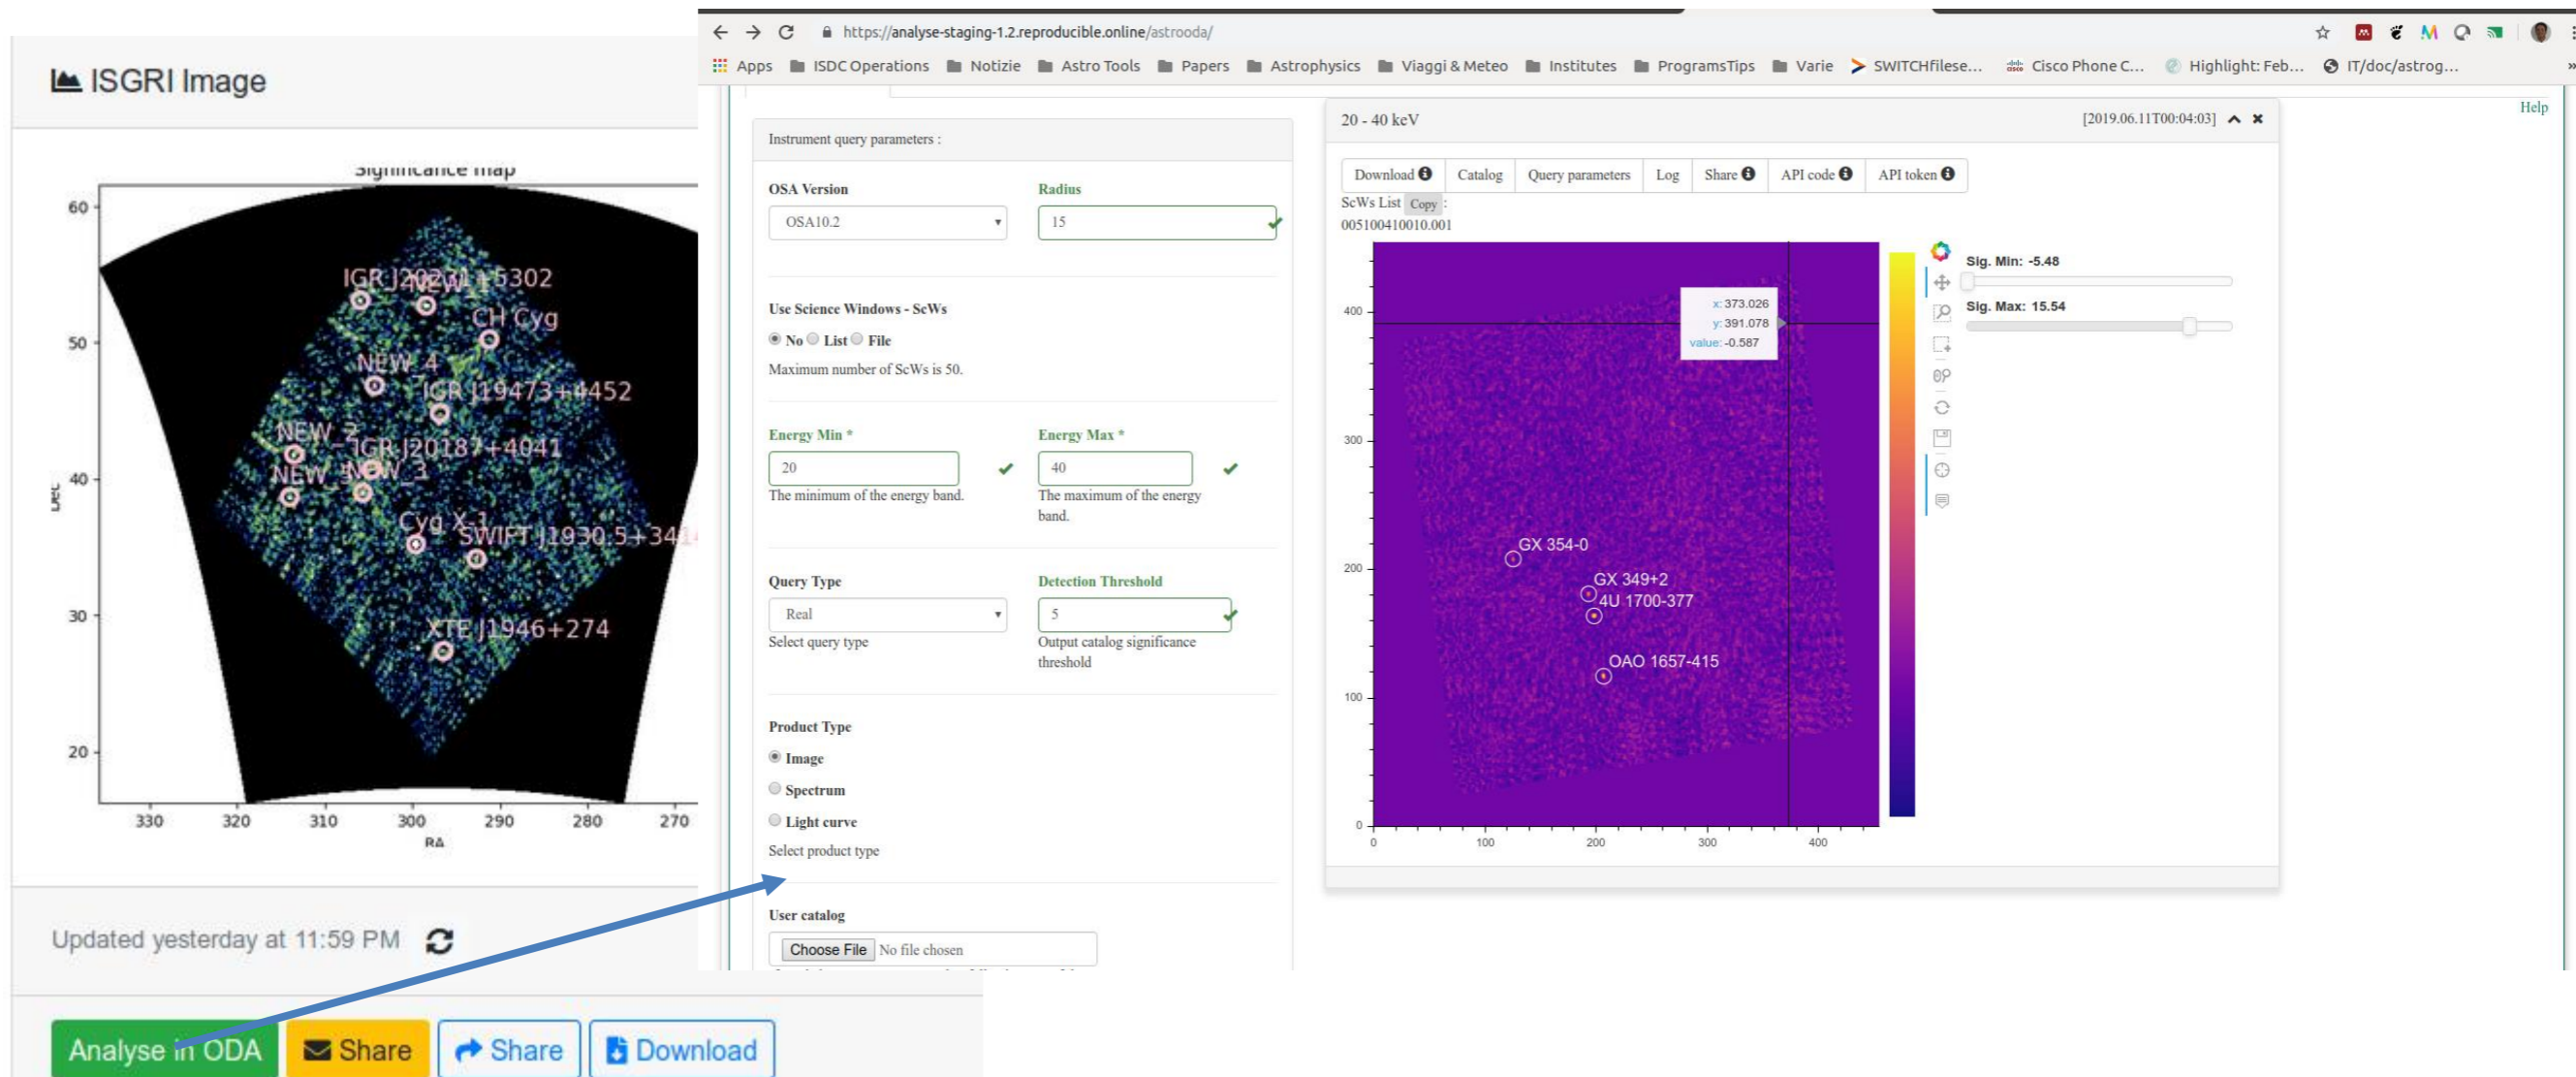 ISGRI Image
Significance map
60
50
40
30
20
Dec
IGR J20231+5302
NEW_1
CH Cyg
NEW_4
IGR J19473+4452
NEW_2
IGR J20187+4041
NEW_3
Cyg X-1
SWIFT J1930.5+341
XTE J1946+274
330 320 310 300 290 280 270
RA
Updated yesterday at 11:59 PM
Analyse in ODA
Share
Share
Download
https://analyse-staging-1.2.reproducible.online/astrooda/
Apps ISDC Operations Notizie Astro Tools Papers Astrophysics Viaggi & Meteo Institutes ProgramsTips Varie SWITCHfilese... Cisco Phone C... Highlight: Feb... IT/doc/astrog... »
Help
Instrument query parameters :
OSA Version Radius
OSA10.2 15
Use Science Windows - ScWs
No List File
Maximum number of ScWs is 50.
Energy Min * Energy Max *
20 40
The minimum of the energy band. The maximum of the energy
band.
Query Type Detection Threshold
Real 5
Select query type Output catalog significance
threshold
Product Type
Image
Spectrum
Light curve
Select product type
User catalog
Choose File No file chosen
20 - 40 keV [2019.06.11T00:04:03]
Download Catalog Query parameters Log Share API code API token
ScWs List Copy :
005100410010.001
400
300
200
100
0
x: 373.026
y: 391.078
value: -0.587
GX 354-0
GX 349+2
4U 1700-377
OAO 1657-415
0 100 200 300 400
Sig. Min: -5.48
Sig. Max: 15.54